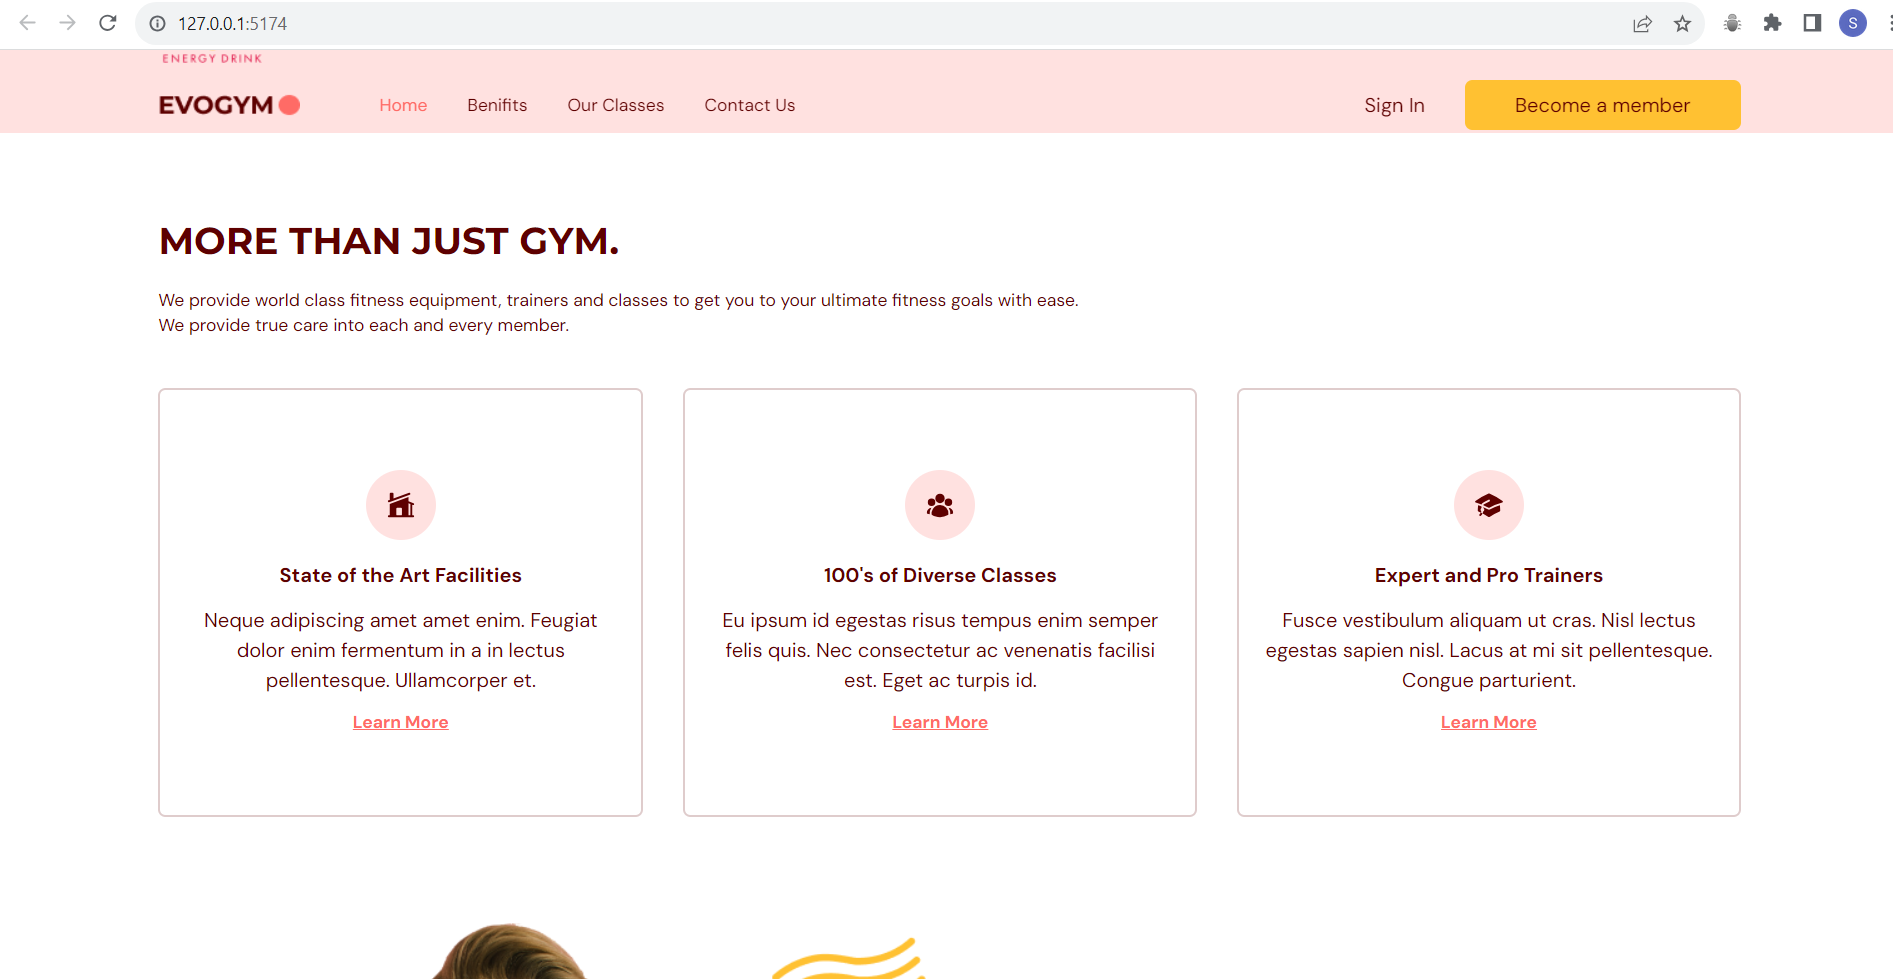 127.0.0.1:5174
S
ENERGY DRINK
EVOGYM Home Benifits Our Classes Contact Us Sign In Become a member
MORE THAN JUST GYM.
We provide world class fitness equipment, trainers and classes to get you to your ultimate fitness goals with ease.
We provide true care into each and every member.
State of the Art Facilities
Neque adipiscing amet amet enim. Feugiat
dolor enim fermentum in a in lectus
pellentesque. Ullamcorper et.
Learn More
100's of Diverse Classes
Eu ipsum id egestas risus tempus enim semper
felis quis. Nec consectetur ac venenatis facilisi
est. Eget ac turpis id.
Learn More
Expert and Pro Trainers
Fusce vestibulum aliquam ut cras. Nisl lectus
egestas sapien nisl. Lacus at mi sit pellentesque.
Congue parturient.
Learn More